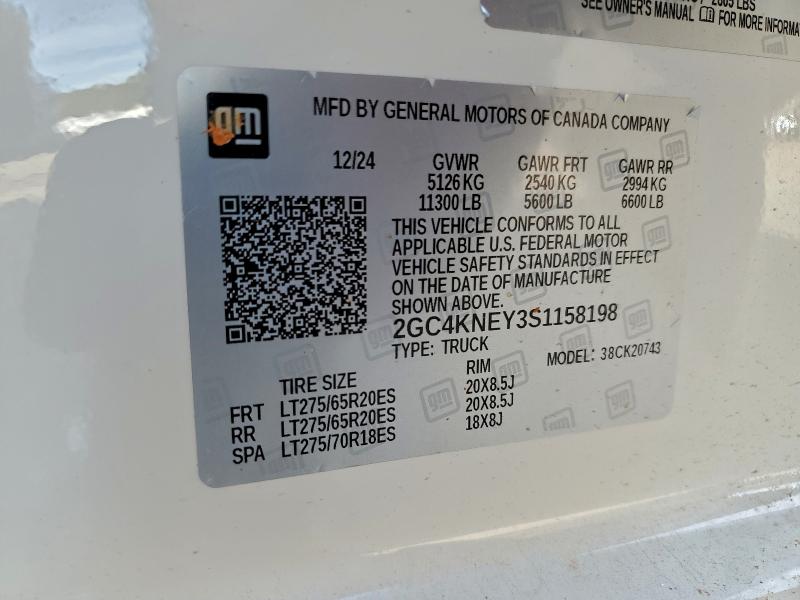 2805 LBS
SEE OWNER'S MANUAL FOR MORE INFORMA
gm
MFD BY GENERAL MOTORS OF CANADA COMPANY
12/24 GVWR GAWR FRT GAWR RR
5126 KG 2540 KG 2994 KG
11300 LB 5600 LB 6600 LB
THIS VEHICLE CONFORMS TO ALL
APPLICABLE U.S. FEDERAL MOTOR
VEHICLE SAFETY STANDARDS IN EFFECT
ON THE DATE OF MANUFACTURE
SHOWN ABOVE.
2GC4KNEY3S1158198
TYPE: TRUCK MODEL: 38CK20743
TIRE SIZE RIM
FRT LT275/65R20ES 20X8.5J
RR LT275/65R20ES 20X8.5J
SPA LT275/70R18ES 18X8J